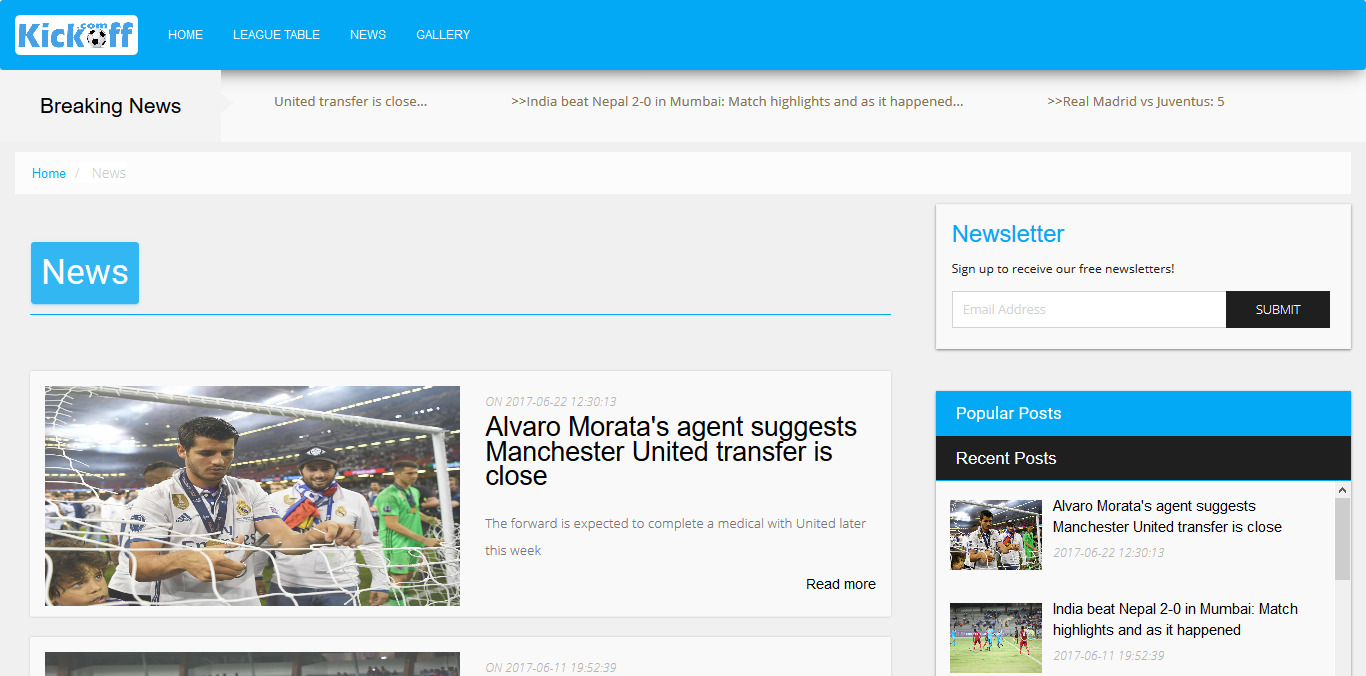 Kickoff
.com
HOME
LEAGUE TABLE
NEWS
GALLERY
Breaking News
United transfer is close...
>>India beat Nepal 2-0 in Mumbai: Match highlights and as it happened...
>>Real Madrid vs Juventus: 5
Home / News
News
ON 2017-06-22 12:30:13
Alvaro Morata's agent suggests
Manchester United transfer is
close
The forward is expected to complete a medical with United later
this week
Read more
ON 2017-06-11 19:52:39
Newsletter
Sign up to receive our free newsletters!
Email Address
SUBMIT
Popular Posts
Recent Posts
Alvaro Morata's agent suggests
Manchester United transfer is close
2017-06-22 12:30:13
India beat Nepal 2-0 in Mumbai: Match
highlights and as it happened
2017-06-11 19:52:39